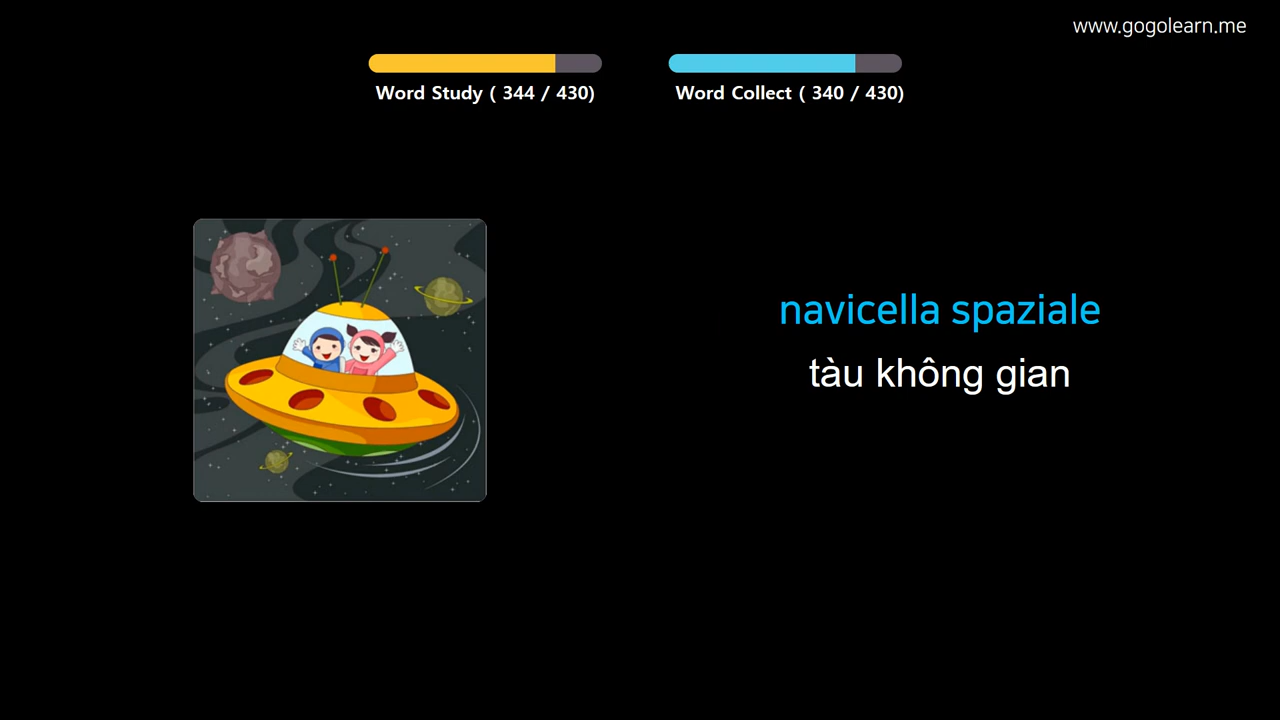 www.gogolearn.me
Word Study ( 344 / 430)
Word Collect ( 340 / 430)
navicella spaziale
tàu không gian